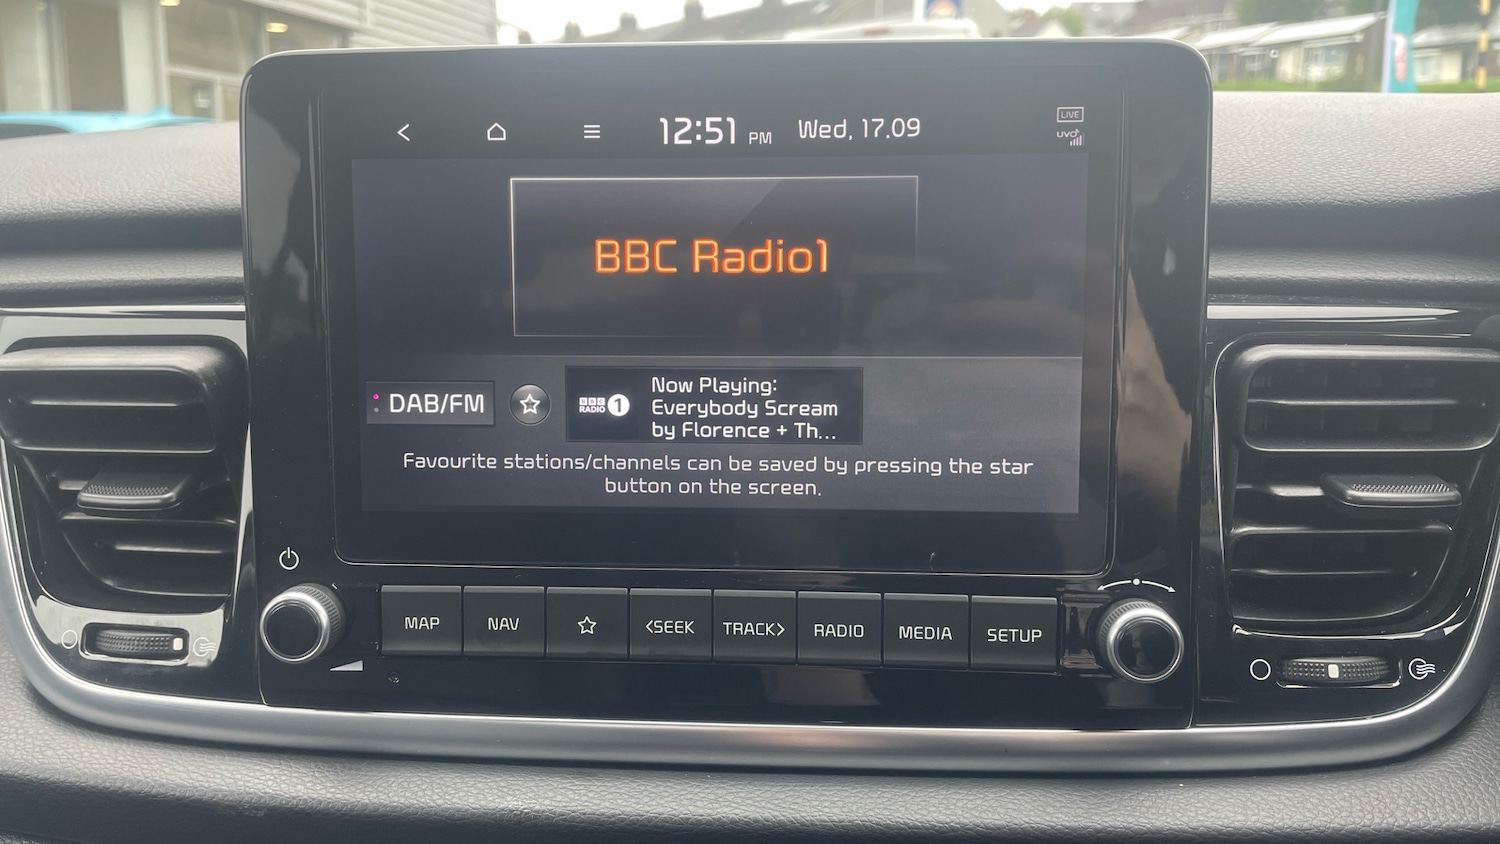 12:51 PM Wed, 17.09
LIVE
UVO
BBC Radio1
DAB/FM
BBC
RADIO 1
Now Playing:
Everybody Scream
by Florence + Th...
Favourite stations/channels can be saved by pressing the star
button on the screen.
MAP NAV <SEEK TRACK> RADIO MEDIA SETUP